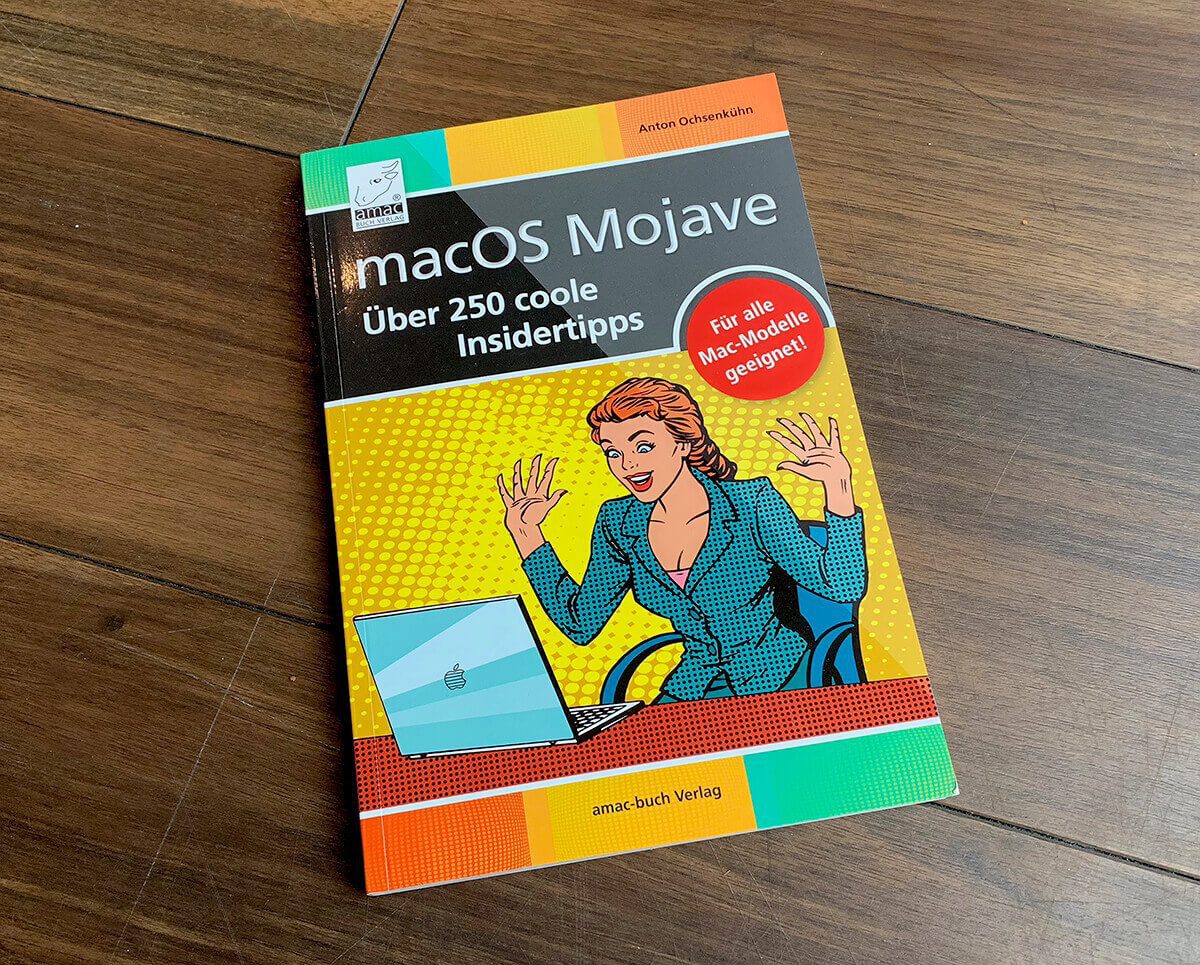 Anton Ochsenkühn
amac
®
BUCH VERLAG
macOS Mojave
Über 250 coole
Insidertipps
Für alle
Mac-Modelle
geeignet!
amac-buch Verlag